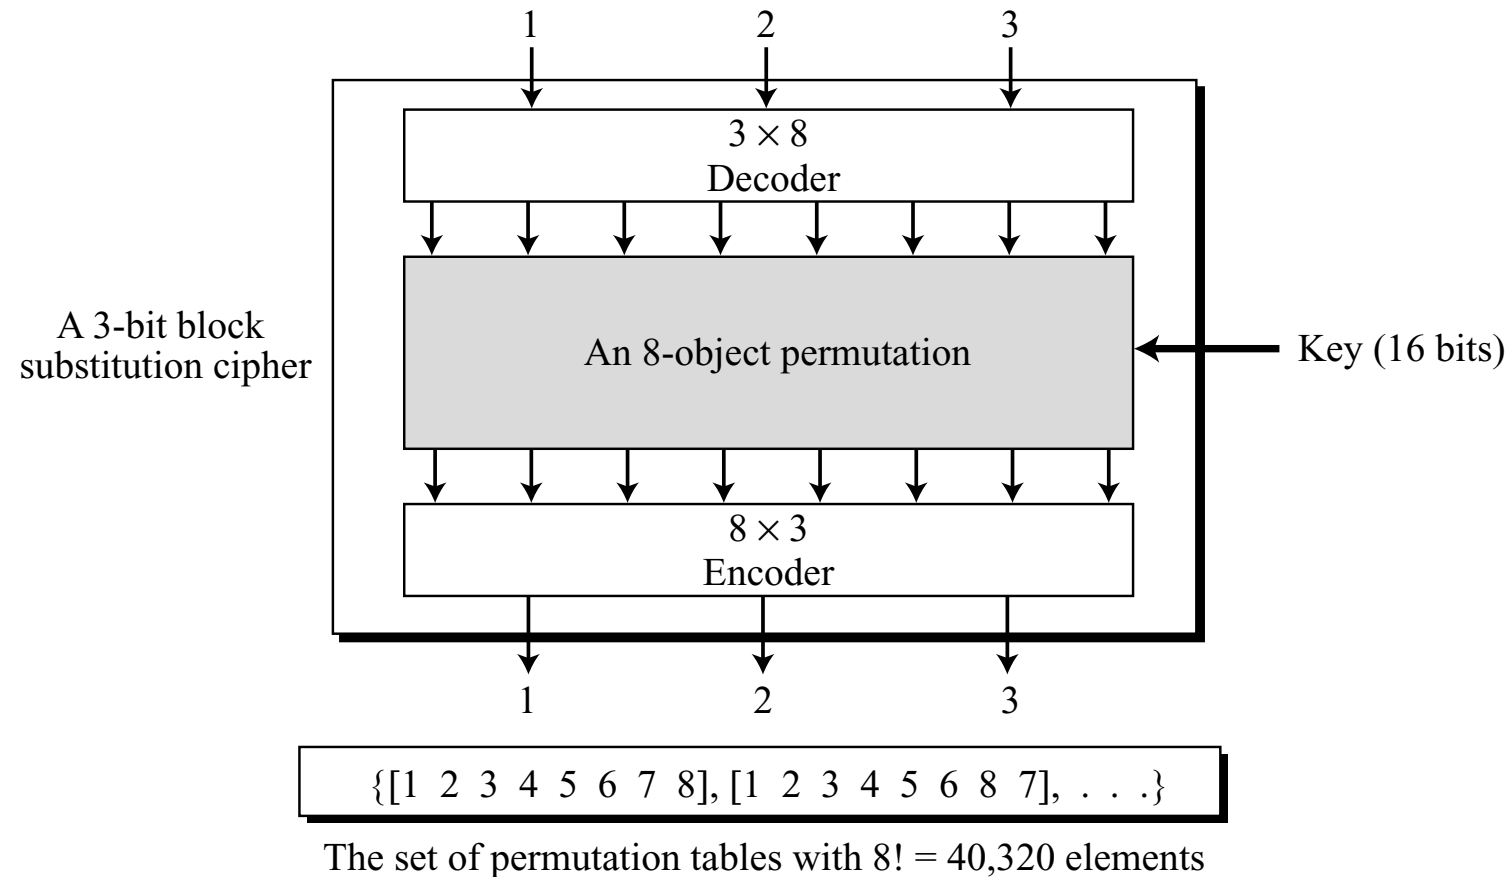 1 2 3
3 × 8
Decoder
A 3-bit block
substitution cipher
An 8-object permutation
Key (16 bits)
8 × 3
Encoder
1 2 3
{[1 2 3 4 5 6 7 8], [1 2 3 4 5 6 8 7], . . .}
The set of permutation tables with 8! = 40,320 elements